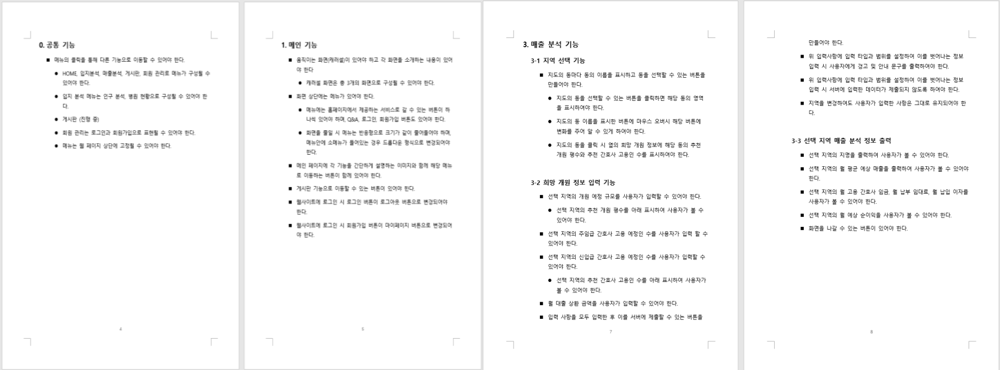 0. 공통 기능
■ 메뉴의 클릭을 통해 다른 기능으로 이동할 수 있어야 한다.
● HOME, 입지분석, 매출분석, 게시판, 회원 관리로 메뉴가 구성될 수
있어야 한다.
● 입지 분석 메뉴는 인구 분석, 병원 현황으로 구성될 수 있어야 한
다.
● 게시판 (진행 중)
● 회원 관리는 로그인과 회원가입으로 표현될 수 있어야 한다.
● 메뉴는 웹 페이지 상단에 고정될 수 있어야 한다.
4
1. 메인 기능
■ 움직이는 화면(캐러셀)이 있어야 하고 각 화면을 소개하는 내용이 있어
야 한다
● 캐러셀 화면은 총 3개의 화면으로 구성될 수 있어야 한다.
■ 화면 상단에는 메뉴가 있어야 한다.
● 메뉴에는 홈페이지에서 제공하는 서비스로 갈 수 있는 버튼이 하
나씩 있어야 하며, Q&A, 로그인, 회원가입 버튼도 있어야 한다.
● 화면을 줄일 시 메뉴는 반응형으로 크기가 같이 줄어들어야 하며,
메뉴안에 소메뉴가 들어있는 경우 드롭다운 형식으로 변경되어야
한다.
■ 메인 페이지에 각 기능을 간단하게 설명하는 이미지와 함께 해당 메뉴
로 이동하는 버튼이 함께 있어야 한다.
■ 게시판 기능으로 이동할 수 있는 버튼이 있어야 한다.
■ 웹사이트에 로그인 시 로그인 버튼이 로그아웃 버튼으로 변경되어야
한다.
■ 웹사이트에 로그인 시 회원가입 버튼이 마이페이지 버튼으로 변경되어
야 한다.
5
3. 매출 분석 기능
3-1 지역 선택 기능
■ 지도의 동마다 동의 이름을 표시하고 동을 선택할 수 있는 버튼을
만들어야 한다.
● 지도의 동을 선택할 수 있는 버튼을 클릭하면 해당 동의 영역
을 표시하여야 한다.
● 지도의 동 이름을 표시한 버튼에 마우스 오버시 해당 버튼에
변화를 주어 알 수 있게 하여야 한다.
● 지도의 동을 클릭 시 옆의 희망 개원 정보에 해당 동의 추천
개원 평수와 추천 간호사 고용인 수를 표시하여야 한다.
3-2 희망 개원 정보 입력 기능
■ 선택 지역의 개원 예정 규모를 사용자가 입력할 수 있어야 한다.
● 선택 지역의 추천 개원 평수를 아래 표시하여 사용자가 볼 수
있어야 한다.
■ 선택 지역의 주임급 간호사 고용 예정인 수를 사용자가 입력 할 수
있어야 한다.
■ 선택 지역의 신입급 간호사 고용 예정인 수를 사용자가 입력할 수
있어야 한다.
● 선택 지역의 추천 간호사 고용인 수를 아래 표시하여 사용자가
볼 수 있어야 한다.
■ 월 대출 상환 금액을 사용자가 입력할 수 있어야 한다.
■ 입력 사항을 모두 입력한 후 이를 서버에 제출할 수 있는 버튼을
7
만들어야 한다.
■ 위 입력사항에 입력 타입과 범위를 설정하여 이를 벗어나는 정보
입력 시 사용자에게 경고 및 안내 문구를 출력하여야 한다.
■ 위 입력사항에 입력 타입과 범위를 설정하여 이를 벗어나는 정보
입력 시 서버에 입력한 데이터가 제출되지 않도록 하여야 한다.
■ 지역을 변경하여도 사용자가 입력한 사항은 그대로 유지되어야 한
다.
3-3 선택 지역 매출 분석 정보 출력
■ 선택 지역의 지명을 출력하여 사용자가 볼 수 있어야 한다.
■ 선택 지역의 월 평균 예상 매출을 출력하여 사용자가 볼 수 있어야
한다.
■ 선택 지역의 월 고용 간호사 임금, 월 납부 임대료, 월 납입 이자를
사용자가 볼 수 있어야 한다.
■ 선택 지역의 월 예상 순이익을 사용자가 볼 수 있어야 한다.
■ 화면을 나갈 수 있는 버튼이 있어야 한다.
8